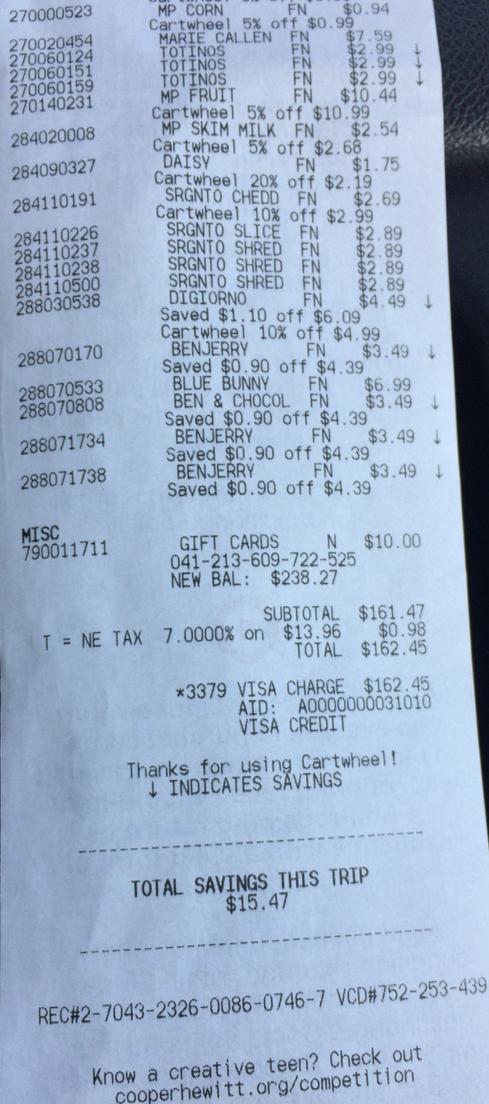 270000523 MP CORN FN $0.94
Cartwheel 5% off $0.99
270020454 MARIE CALLEN FN $7.59
270060124 TOTINOS FN $2.99 ↓
270060151 TOTINOS FN $2.99 ↓
270060159 TOTINOS FN $2.99 ↓
270140231 MP FRUIT FN $10.44
Cartwheel 5% off $10.99
284020008 MP SKIM MILK FN $2.54
Cartwheel 5% off $2.68
284090327 DAISY FN $1.75
Cartwheel 20% off $2.19
284110191 SRGNTO CHEDD FN $2.69
Cartwheel 10% off $2.99
284110226 SRGNTO SLICE FN $2.89
284110237 SRGNTO SHRED FN $2.89
284110238 SRGNTO SHRED FN $2.89
284110500 SRGNTO SHRED FN $2.89
288030538 DIGIORNO FN $4.49 ↓
Saved $1.10 off $6.09
Cartwheel 10% off $4.99
288070170 BENJERRY FN $3.49 ↓
Saved $0.90 off $4.39
288070533 BLUE BUNNY FN $6.99
288070808 BEN & CHOCOL FN $3.49 ↓
Saved $0.90 off $4.39
288071734 BENJERRY FN $3.49 ↓
Saved $0.90 off $4.39
288071738 BENJERRY FN $3.49 ↓
Saved $0.90 off $4.39
MISC
790011711 GIFT CARDS N $10.00
041-213-609-722-525
NEW BAL: $238.27
SUBTOTAL $161.47
T = NE TAX 7.0000% on $13.96 $0.98
TOTAL $162.45
*3379 VISA CHARGE $162.45
AID: A0000000031010
VISA CREDIT
Thanks for using Cartwheel!
↓ INDICATES SAVINGS
TOTAL SAVINGS THIS TRIP
$15.47
REC#2-7043-2326-0086-0746-7 VCD#752-253-439
Know a creative teen? Check out
cooperhewitt.org/competition